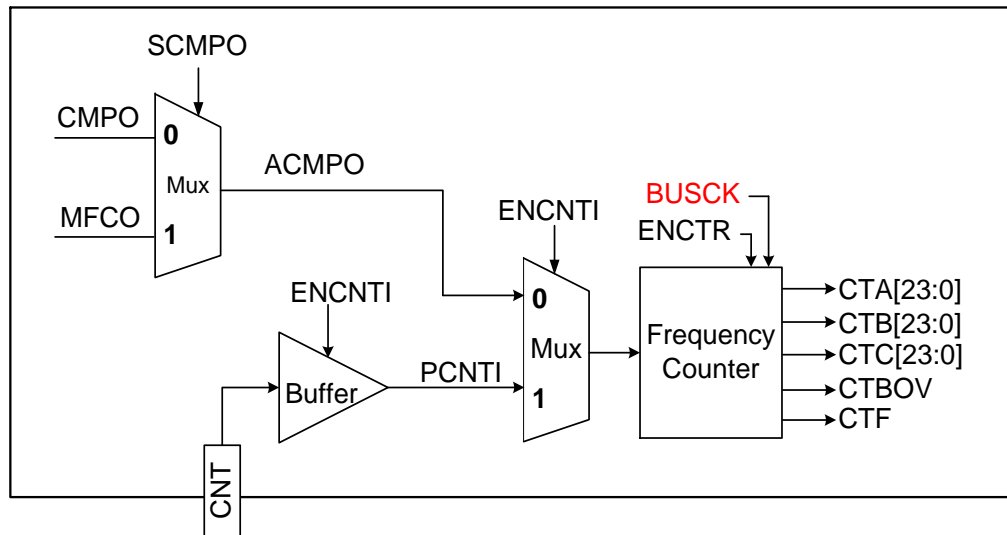 SCMPO
CMPO
0
Mux
ACMPO
MFCO
1
ENCNTI
BUSCK
ENCTR
ENCNTI
0
Mux
1
Buffer
PCNTI
Frequency
Counter
CTA[23:0]
CTB[23:0]
CTC[23:0]
CTBOV
CTF
CNT